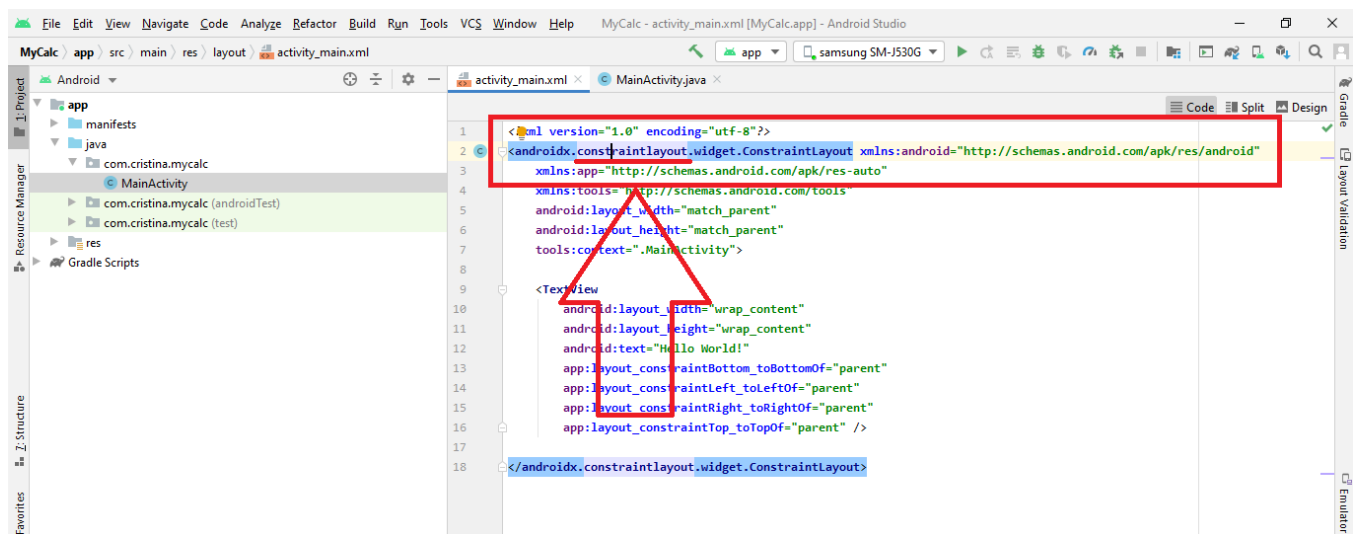 File Edit View Navigate Code Analyze Refactor Build Run Tools VCS Window Help MyCalc - activity_main.xml [MyCalc.app] - Android Studio
MyCalc app src main res layout activity_main.xml app samsung SM-J530G
1: Project
Android
activity_main.xml MainActivity.java
Gradle
app
Code Split Design
manifests
java
com.cristina.mycalc
MainActivity
com.cristina.mycalc (androidTest)
com.cristina.mycalc (test)
res
Gradle Scripts
Resource Manager
Layout Validation
1 <?xml version="1.0" encoding="utf-8"?>
2 <androidx.constraintlayout.widget.ConstraintLayout xmlns:android="http://schemas.android.com/apk/res/android"
3 xmlns:app="http://schemas.android.com/apk/res-auto"
4 xmlns:tools="http://schemas.android.com/tools"
5 android:layout_width="match_parent"
6 android:layout_height="match_parent"
7 tools:context=".MainActivity">
8
9 <TextView
10 android:layout_width="wrap_content"
11 android:layout_height="wrap_content"
12 android:text="Hello World!"
13 app:layout_constraintBottom_toBottomOf="parent"
14 app:layout_constraintLeft_toLeftOf="parent"
15 app:layout_constraintRight_toRightOf="parent"
16 app:layout_constraintTop_toTopOf="parent" />
17
18 </androidx.constraintlayout.widget.ConstraintLayout>
Z: Structure
Favorites
Emulator